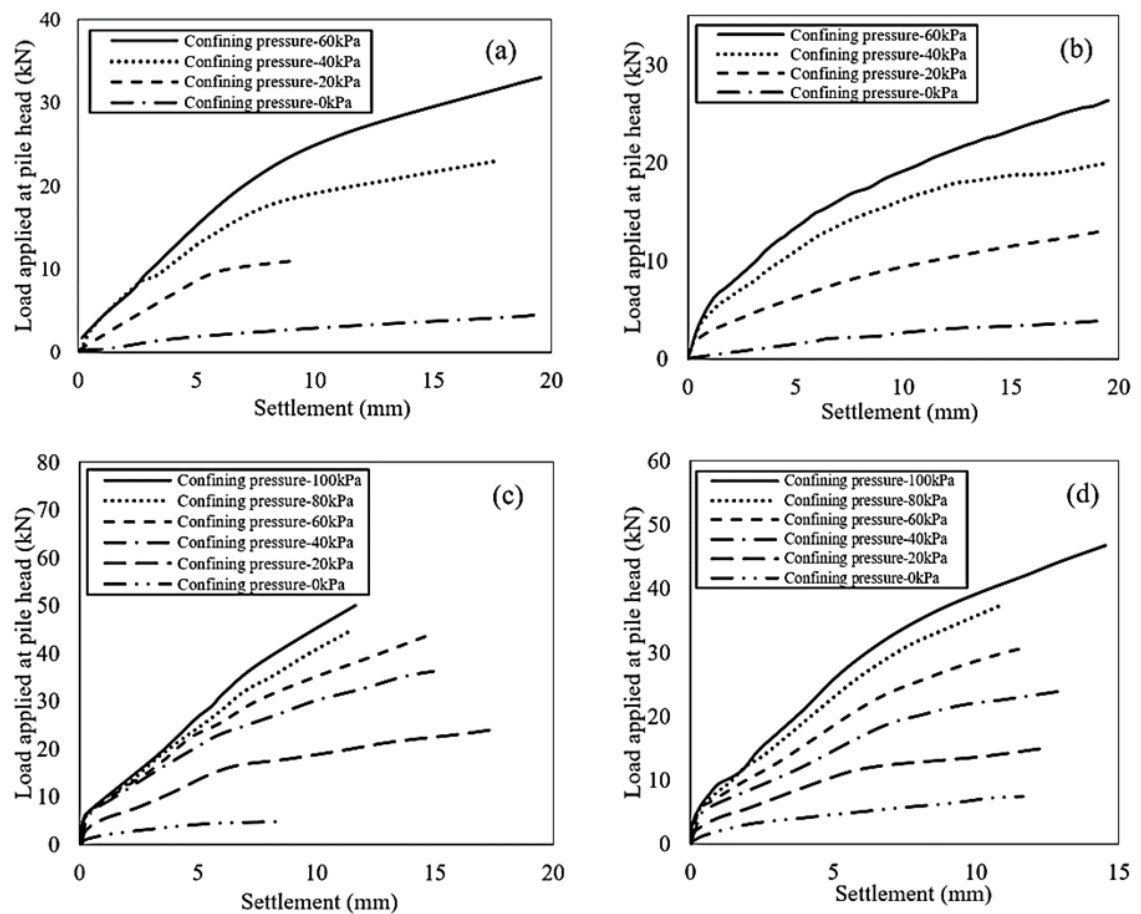 40
30
20
10
0
Load applied at pile head (kN)
Confining pressure-60kPa
Confining pressure-40kPa
Confining pressure-20kPa
Confining pressure-0kPa
(a)
0 5 10 15 20
Settlement (mm)
30
20
10
0
Load applied at pile head (kN)
Confining pressure-60kPa
Confining pressure-40kPa
Confining pressure-20kPa
Confining pressure-0kPa
(b)
0 5 10 15 20
Settlement (mm)
80
70
60
50
40
30
20
10
0
Load applied at pile head (kN)
Confining pressure-100kPa
Confining pressure-80kPa
Confining pressure-60kPa
Confining pressure-40kPa
Confining pressure-20kPa
Confining pressure-0kPa
(c)
0 5 10 15 20
Settlement (mm)
60
50
40
30
20
10
0
Load applied at pile head (kN)
Confining pressure-100kPa
Confining pressure-80kPa
Confining pressure-60kPa
Confining pressure-40kPa
Confining pressure-20kPa
Confining pressure-0kPa
(d)
0 5 10 15
Settlement (mm)